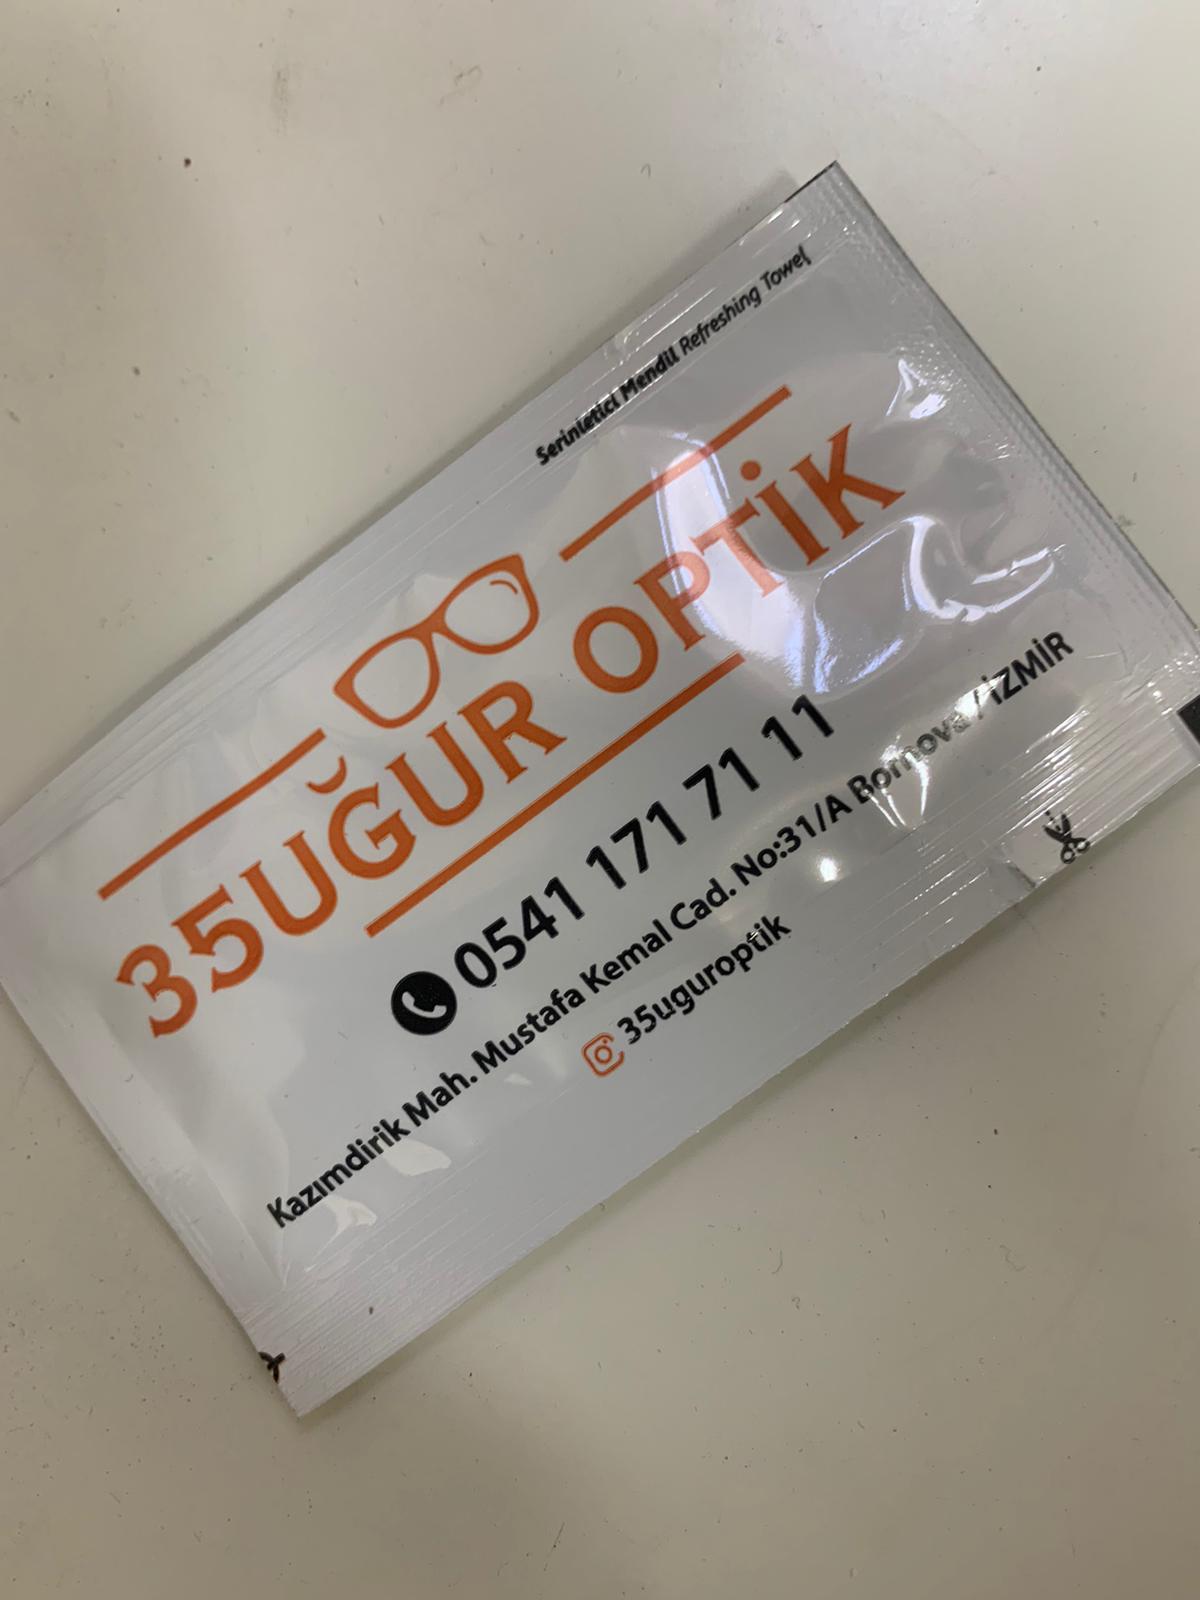 Serinletici Mendil Refreshing Towel
35UĞUR OPTİK
0541 171 71 11
Kazımdirik Mah. Mustafa Kemal Cad. No:31/A Bornova / İZMİR
35uguroptik